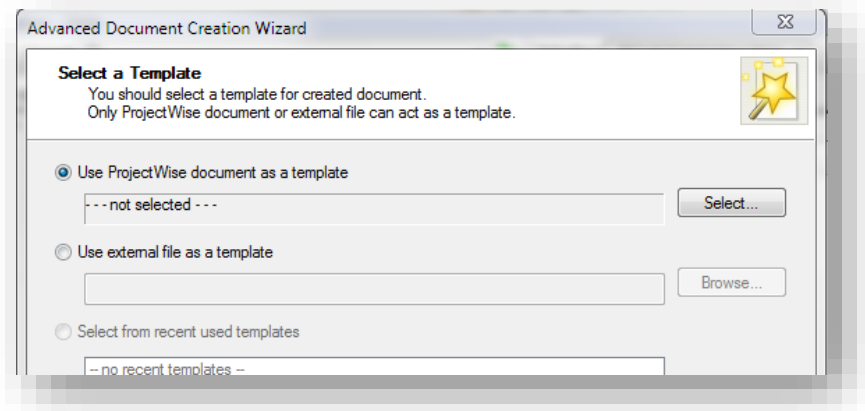 Advanced Document Creation Wizard
Select a Template
You should select a template for created document.
Only ProjectWise document or external file can act as a template.
Use ProjectWise document as a template
- - - not selected - - -
Select...
Use external file as a template
Browse...
Select from recent used templates
-- no recent templates --